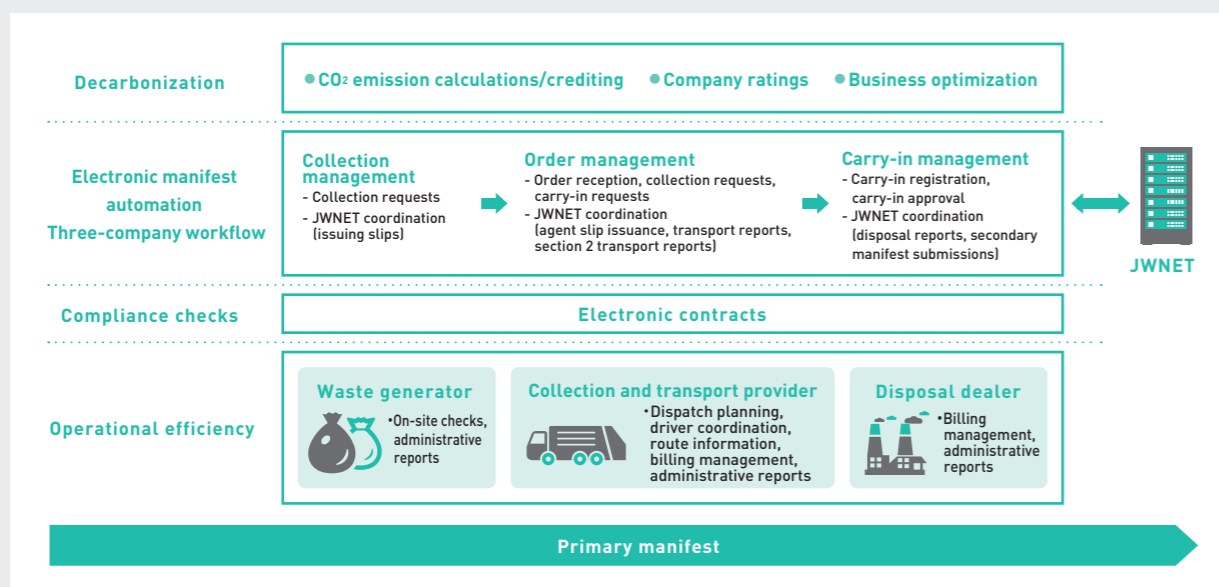 Decarbonization
●CO2 emission calculations/crediting ●Company ratings ●Business optimization
Electronic manifest
automation
Three-company workflow
Collection
management
- Collection requests
- JWNET coordination
(issuing slips)
Order management
- Order reception, collection requests,
carry-in requests
- JWNET coordination
(agent slip issuance, transport reports,
section 2 transport reports)
Carry-in management
- Carry-in registration,
carry-in approval
- JWNET coordination
(disposal reports, secondary
manifest submissions)
JWNET
Compliance checks
Electronic contracts
Operational efficiency
Waste generator
•On-site checks,
administrative
reports
Collection and transport provider
•Dispatch planning,
driver coordination,
route information,
billing management,
administrative reports
Disposal dealer
•Billing
management,
administrative
reports
Primary manifest